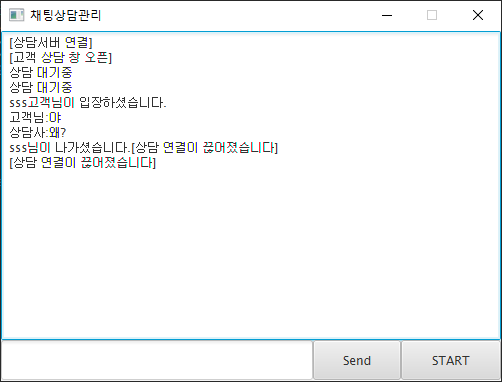 채팅상담관리
[상담서버 연결]
[고객 상담 창 오픈]
상담 대기중
상담 대기중
sss고객님이 입장하셨습니다.
고객님:야
상담사:왜?
sss님이 나가셨습니다.[상담 연결이 끊어졌습니다]
[상담 연결이 끊어졌습니다]
Send START